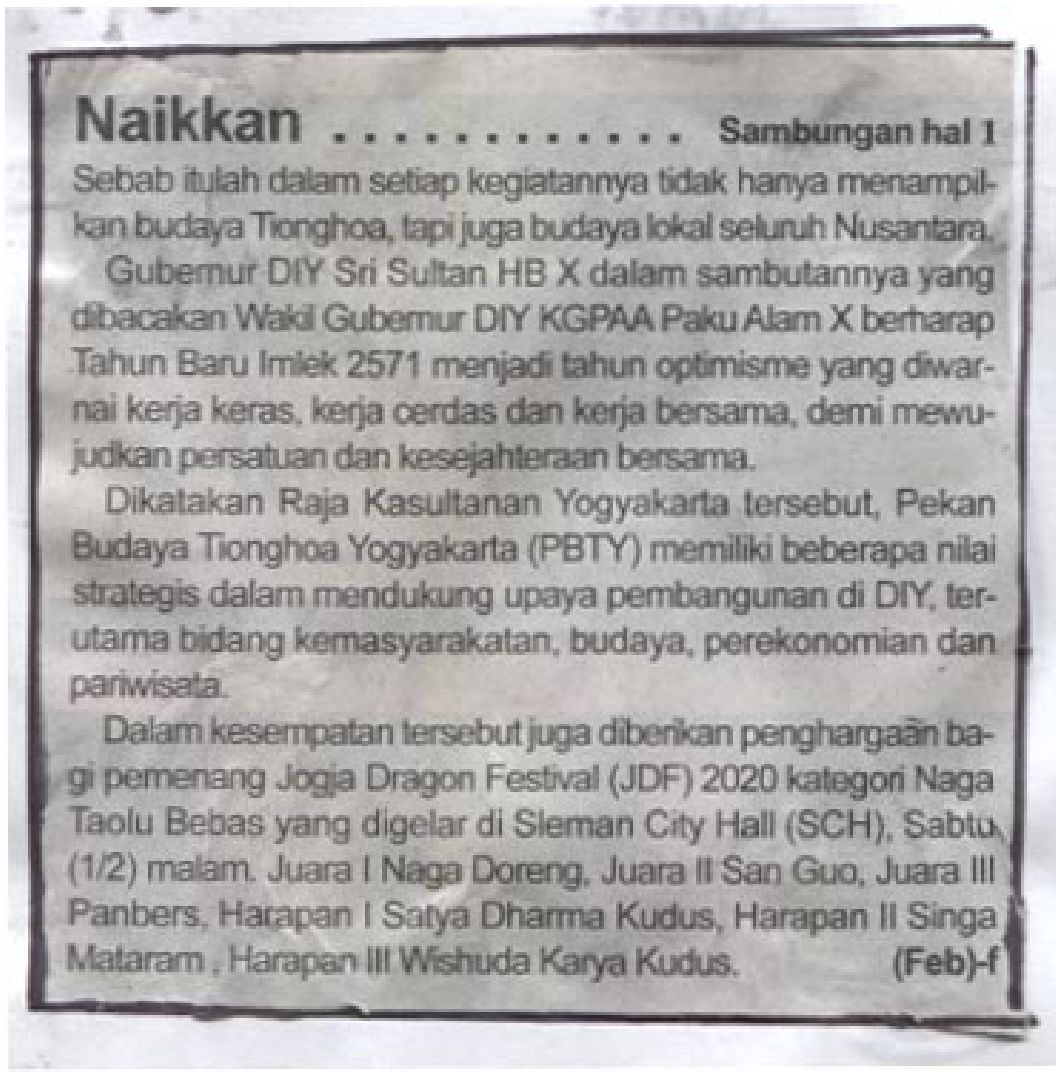 Naikkan . . . . . . . . . . . . . Sambungan hal 1
Sebab itulah dalam setiap kegiatannya tidak hanya menampil-
kan budaya Tionghoa, tapi juga budaya lokal seluruh Nusantara.
Gubernur DIY Sri Sultan HB X dalam sambutannya yang
dibacakan Wakil Gubernur DIY KGPAA Paku Alam X berharap
Tahun Baru Imlek 2571 menjadi tahun optimisme yang diwar-
nai kerja keras, kerja cerdas dan kerja bersama, demi mewu-
judkan persatuan dan kesejahteraan bersama.
Dikatakan Raja Kasultanan Yogyakarta tersebut, Pekan
Budaya Tionghoa Yogyakarta (PBTY) memiliki beberapa nilai
strategis dalam mendukung upaya pembangunan di DIY, ter-
utama bidang kemasyarakatan, budaya, perekonomian dan
pariwisata.
Dalam kesempatan tersebut juga diberikan penghargaan ba-
gi pemenang Jogja Dragon Festival (JDF) 2020 kategori Naga
Taolu Bebas yang digelar di Sleman City Hall (SCH), Sabtu
(1/2) malam. Juara I Naga Doreng, Juara II San Guo, Juara III
Panbers, Harapan I Satya Dharma Kudus, Harapan II Singa
Mataram , Harapan III Wishuda Karya Kudus. (Feb)-f